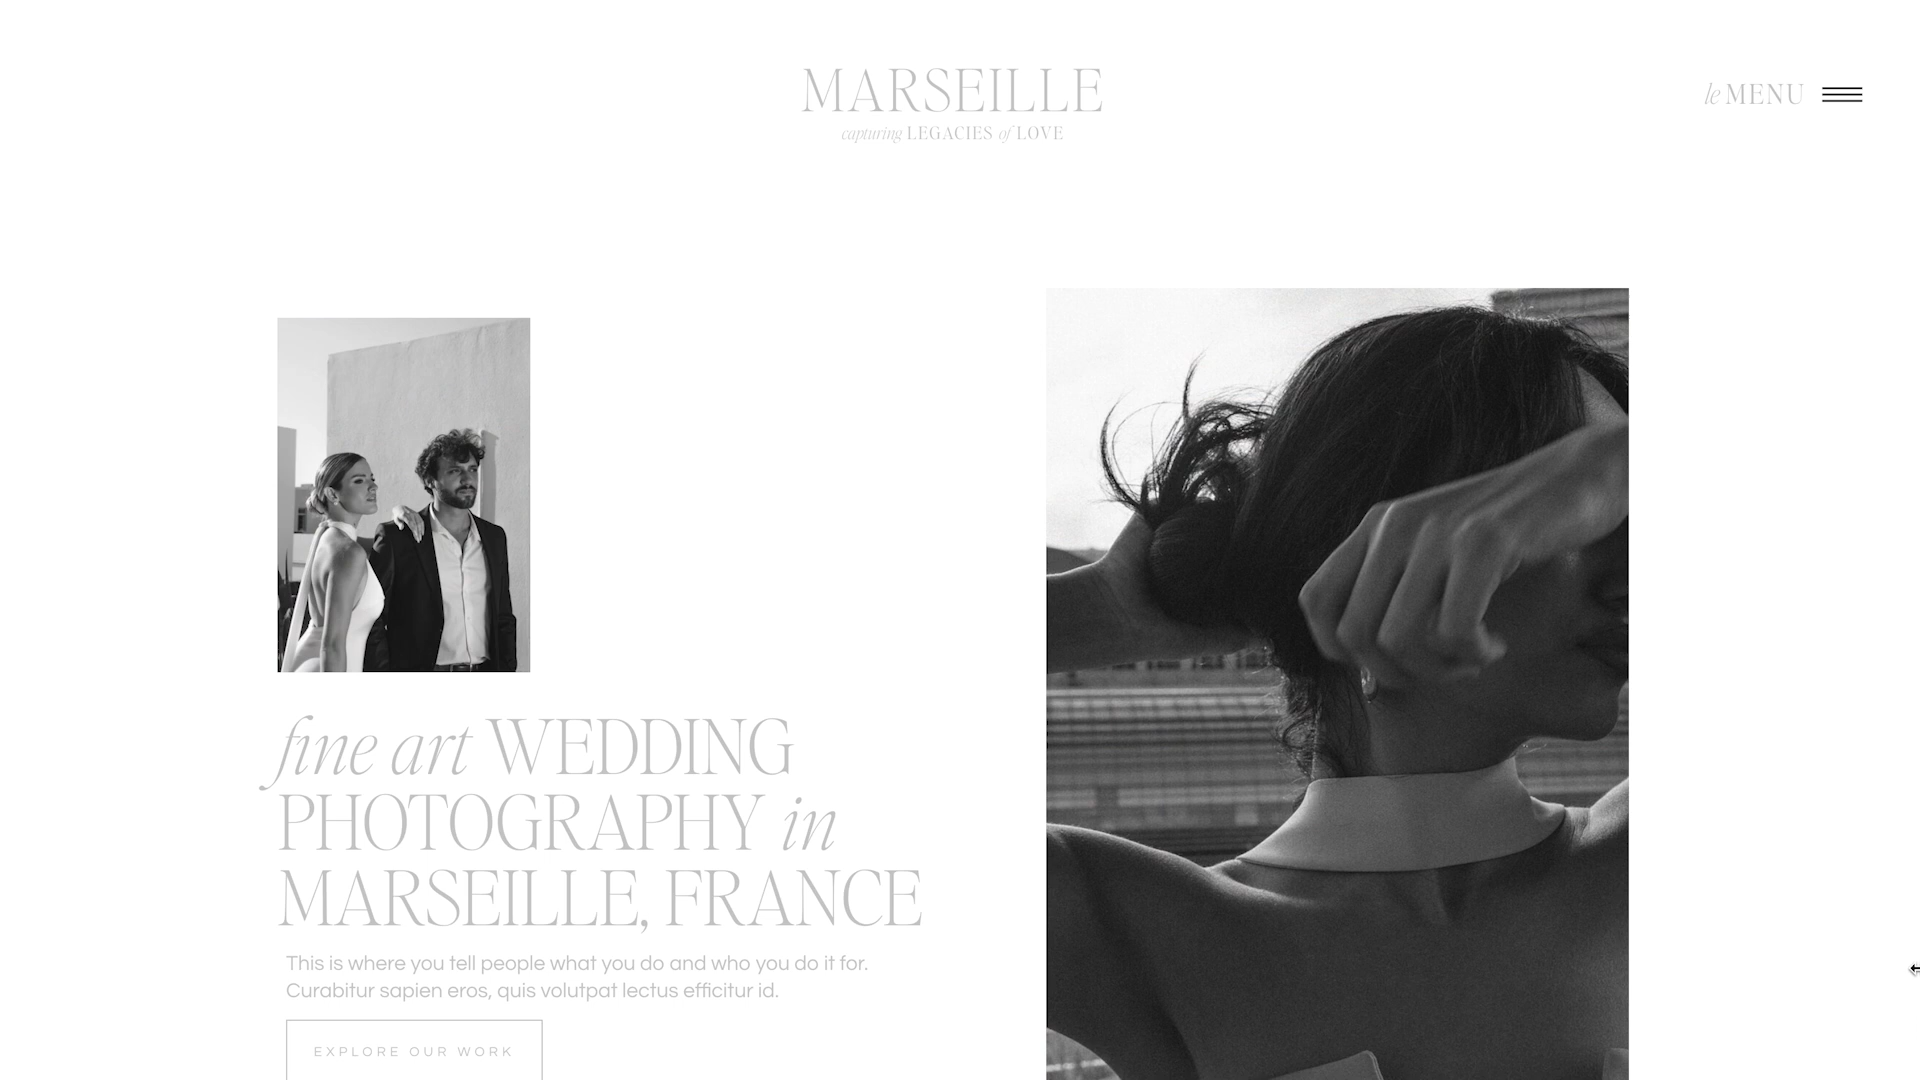 MARSEILLE
capturing LEGACIES of LOVE
le MENU
fine art WEDDING
PHOTOGRAPHY in
MARSEILLE, FRANCE
This is where you tell people what you do and who you do it for.
Curabitur sapien eros, quis volutpat lectus efficitur id.
EXPLORE OUR WORK